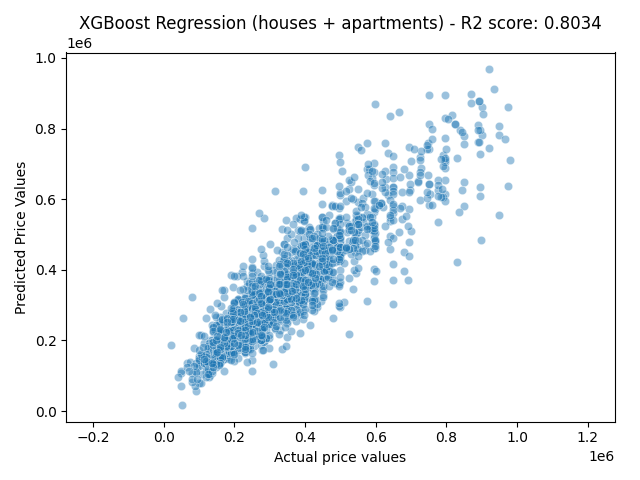 XGBoost Regression (houses + apartments) - R2 score: 0.8034
1e6
1.0
0.8
0.6
0.4
0.2
0.0
Predicted Price Values
−0.2 0.0 0.2 0.4 0.6 0.8 1.0 1.2
1e6
Actual price values